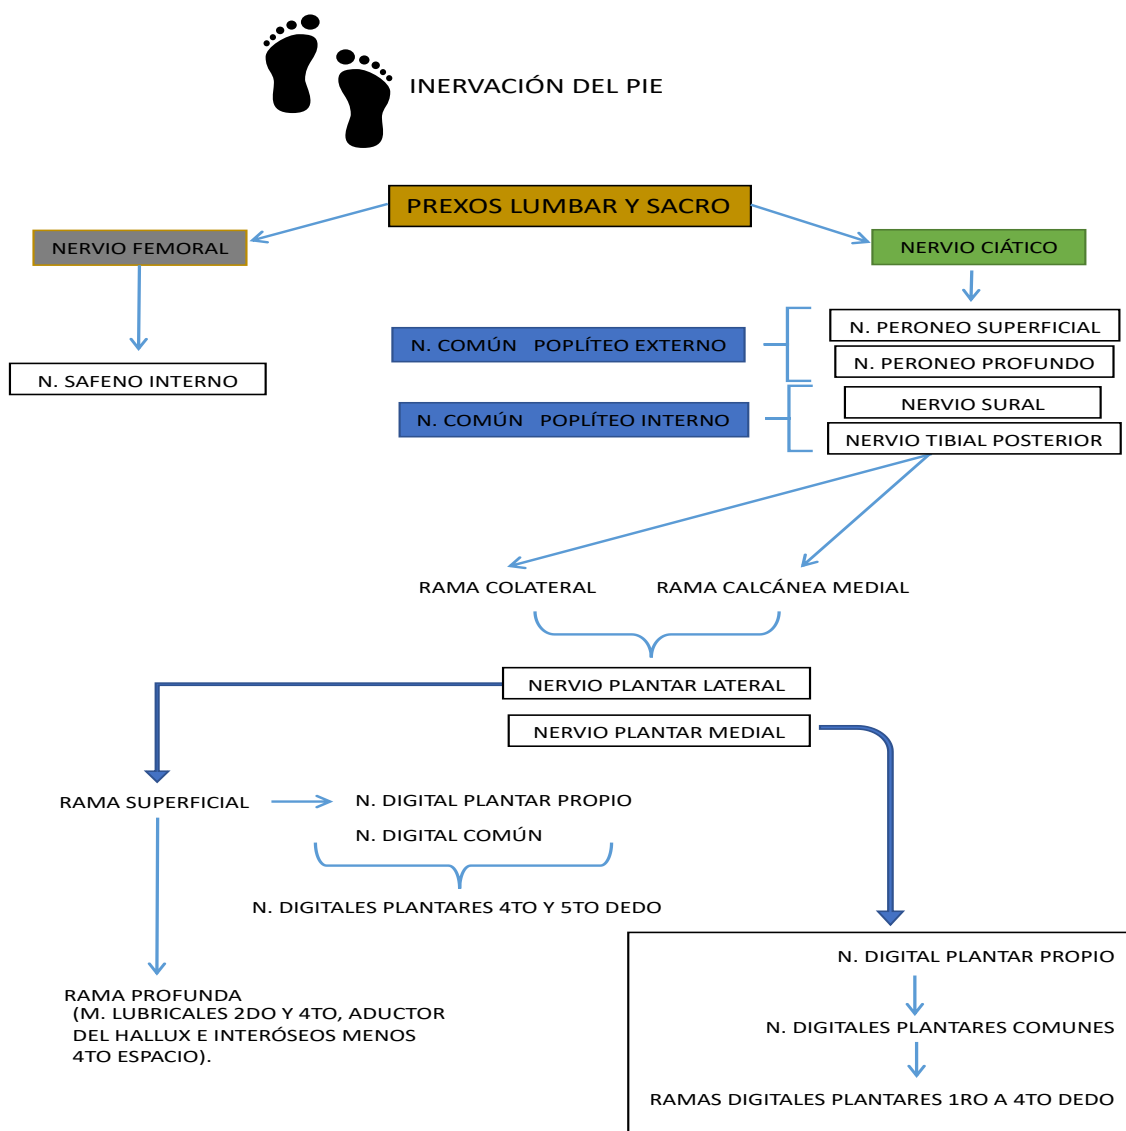 INERVACIÓN DEL PIE
PREXOS LUMBAR Y SACRO
NERVIO FEMORAL
NERVIO CIÁTICO
N. PERONEO SUPERFICIAL
N. COMÚN POPLÍTEO EXTERNO
N. PERONEO PROFUNDO
N. SAFENO INTERNO
NERVIO SURAL
N. COMÚN POPLÍTEO INTERNO
NERVIO TIBIAL POSTERIOR
RAMA COLATERAL
RAMA CALCÁNEA MEDIAL
NERVIO PLANTAR LATERAL
NERVIO PLANTAR MEDIAL
RAMA SUPERFICIAL
N. DIGITAL PLANTAR PROPIO
N. DIGITAL COMÚN
N. DIGITALES PLANTARES 4TO Y 5TO DEDO
RAMA PROFUNDA
(M. LUBRICALES 2DO Y 4TO, ADUCTOR
DEL HALLUX E INTERÓSEOS MENOS
4TO ESPACIO).
N. DIGITAL PLANTAR PROPIO
N. DIGITALES PLANTARES COMUNES
RAMAS DIGITALES PLANTARES 1RO A 4TO DEDO